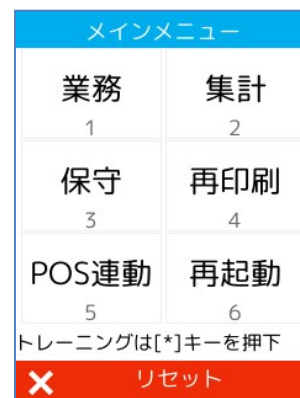 メインメニュー
業務 集計
1 2
保守 再印刷
3 4
POS連動 再起動
5 6
トレーニングは[*]キーを押下
リセット